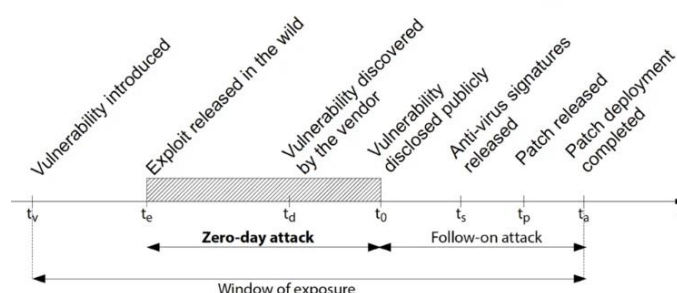 Vulnerability introduced
Exploit released in the wild
Vulnerability discovered
by the vendor
Vulnerability
disclosed publicly
Anti-virus signatures
released
Patch released
Patch deployment
completed
tv te td t0 ts tp ta
Zero-day attack Follow-on attack
Window of exposure